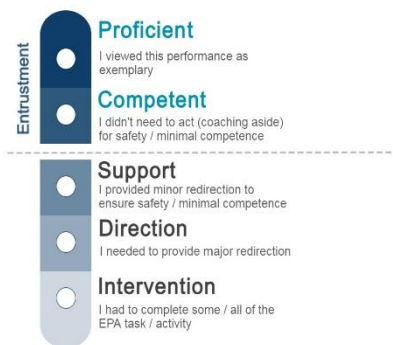 Entrustment
Proficient
I viewed this performance as
exemplary
Competent
I didn't need to act (coaching aside)
for safety / minimal competence
Support
I provided minor redirection to
ensure safety / minimal competence
Direction
I needed to provide major redirection
Intervention
I had to complete some / all of the
EPA task / activity